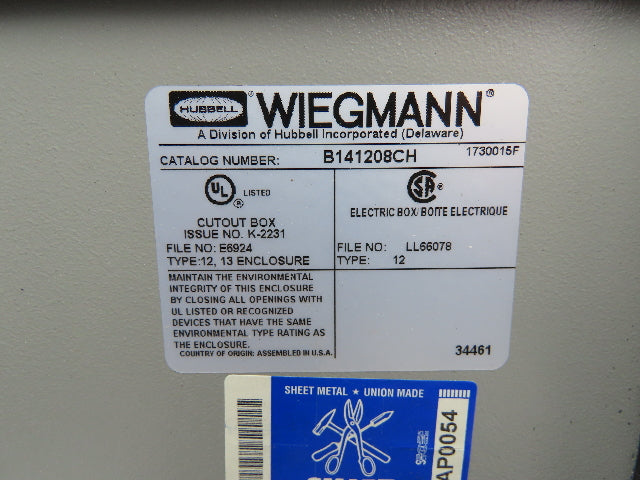 HUBBELL® WIEGMANN®
A Division of Hubbell Incorporated (Delaware)
CATALOG NUMBER: B141208CH 1730015F
UL® LISTED
CUTOUT BOX
ISSUE NO. K-2231
FILE NO: E6924
TYPE:12, 13 ENCLOSURE
SA®
ELECTRIC BOX/BOITE ELECTRIQUE
FILE NO: LL66078
TYPE: 12
MAINTAIN THE ENVIRONMENTAL
INTEGRITY OF THIS ENCLOSURE
BY CLOSING ALL OPENINGS WITH
UL LISTED OR RECOGNIZED
DEVICES THAT HAVE THE SAME
ENVIRONMENTAL TYPE RATING AS
THE ENCLOSURE.
COUNTRY OF ORIGIN: ASSEMBLED IN U.S.A.
34461
SHEET METAL ★ UNION MADE
AP0054